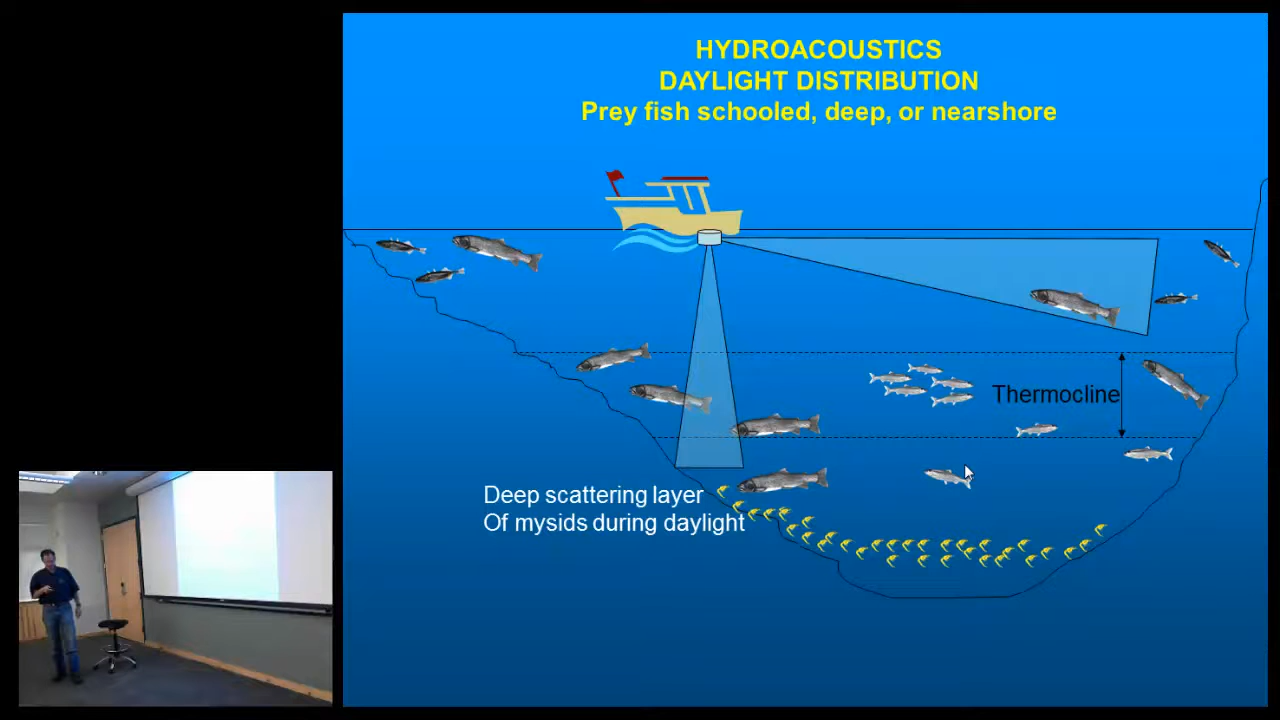 HYDROACOUSTICS
DAYLIGHT DISTRIBUTION
Prey fish schooled, deep, or nearshore
Thermocline
Deep scattering layer
Of mysids during daylight